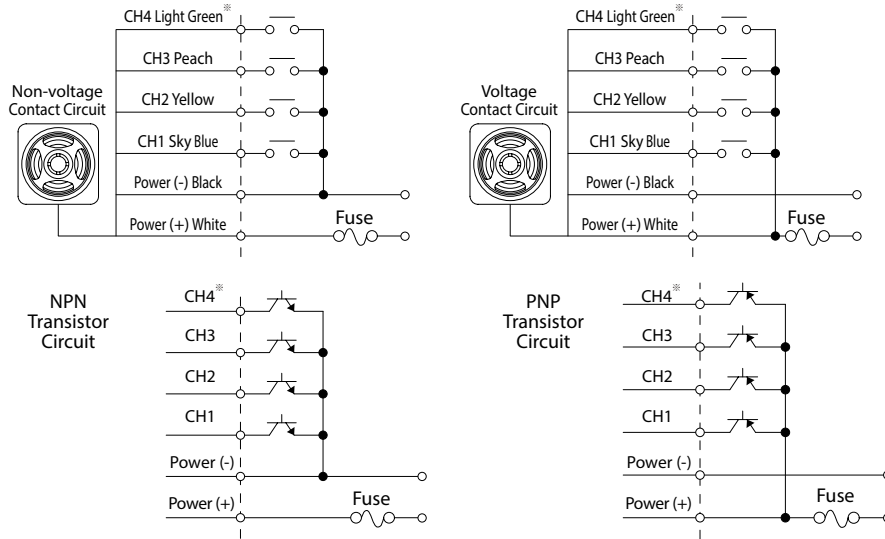 Non-voltage
Contact Circuit
CH4 Light Green※
CH3 Peach
CH2 Yellow
CH1 Sky Blue
Power (-) Black
Power (+) White
Fuse
Voltage
Contact Circuit
CH4 Light Green※
CH3 Peach
CH2 Yellow
CH1 Sky Blue
Power (-) Black
Power (+) White
Fuse
NPN
Transistor
Circuit
CH4※
CH3
CH2
CH1
Power (-)
Power (+)
Fuse
PNP
Transistor
Circuit
CH4※
CH3
CH2
CH1
Power (-)
Power (+)
Fuse